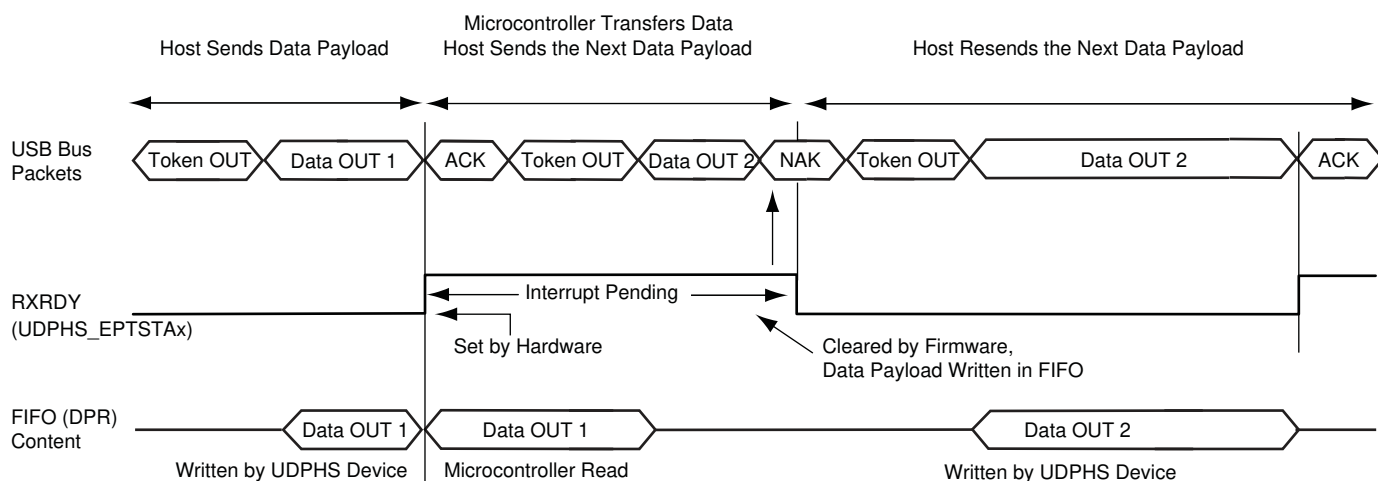 Microcontroller Transfers Data
Host Sends Data Payload
Host Sends the Next Data Payload
Host Resends the Next Data Payload
USB Bus
Packets
Token OUT
Data OUT 1
ACK
Token OUT
Data OUT 2
NAK
Token OUT
Data OUT 2
ACK
RXRDY
(UDPHS_EPTSTAx)
Interrupt Pending
Set by Hardware
Cleared by Firmware,
Data Payload Written in FIFO
FIFO (DPR)
Content
Data OUT 1
Data OUT 1
Data OUT 2
Written by UDPHS Device
Microcontroller Read
Written by UDPHS Device